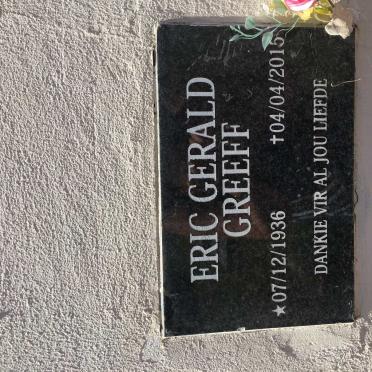 ERIC GERALD
GREEFF
★07/12/1936 ✝04/04/2015
DANKIE VIR AL JOU LIEFDE